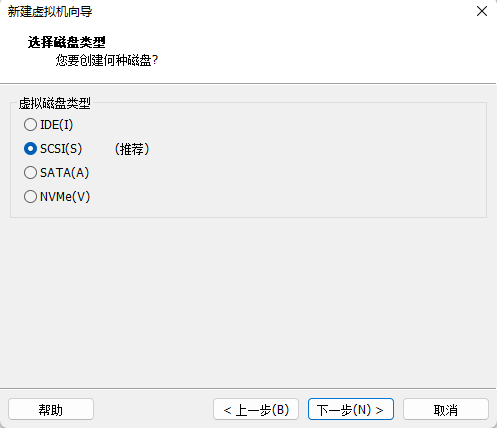 新建虚拟机向导
选择磁盘类型
您要创建何种磁盘?
虚拟磁盘类型
IDE(I)
SCSI(S) （推荐）
SATA(A)
NVMe(V)
帮助 < 上一步(B) 下一步(N) > 取消